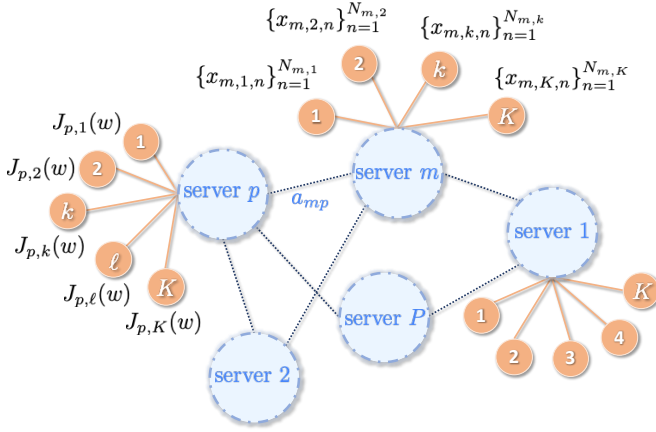 {x_{m,2,n}}_{n=1}^{N_{m,2}}
{x_{m,k,n}}_{n=1}^{N_{m,k}}
{x_{m,1,n}}_{n=1}^{N_{m,1}}
{x_{m,K,n}}_{n=1}^{N_{m,K}}
2
k
1
K
J_{p,1}(w)
1
J_{p,2}(w)
2
k
J_{p,k}(w)
ℓ
J_{p,ℓ}(w)
K
J_{p,K}(w)
server p
a_{mp}
server m
server 1
server P
server 2
1
2
3
4
K